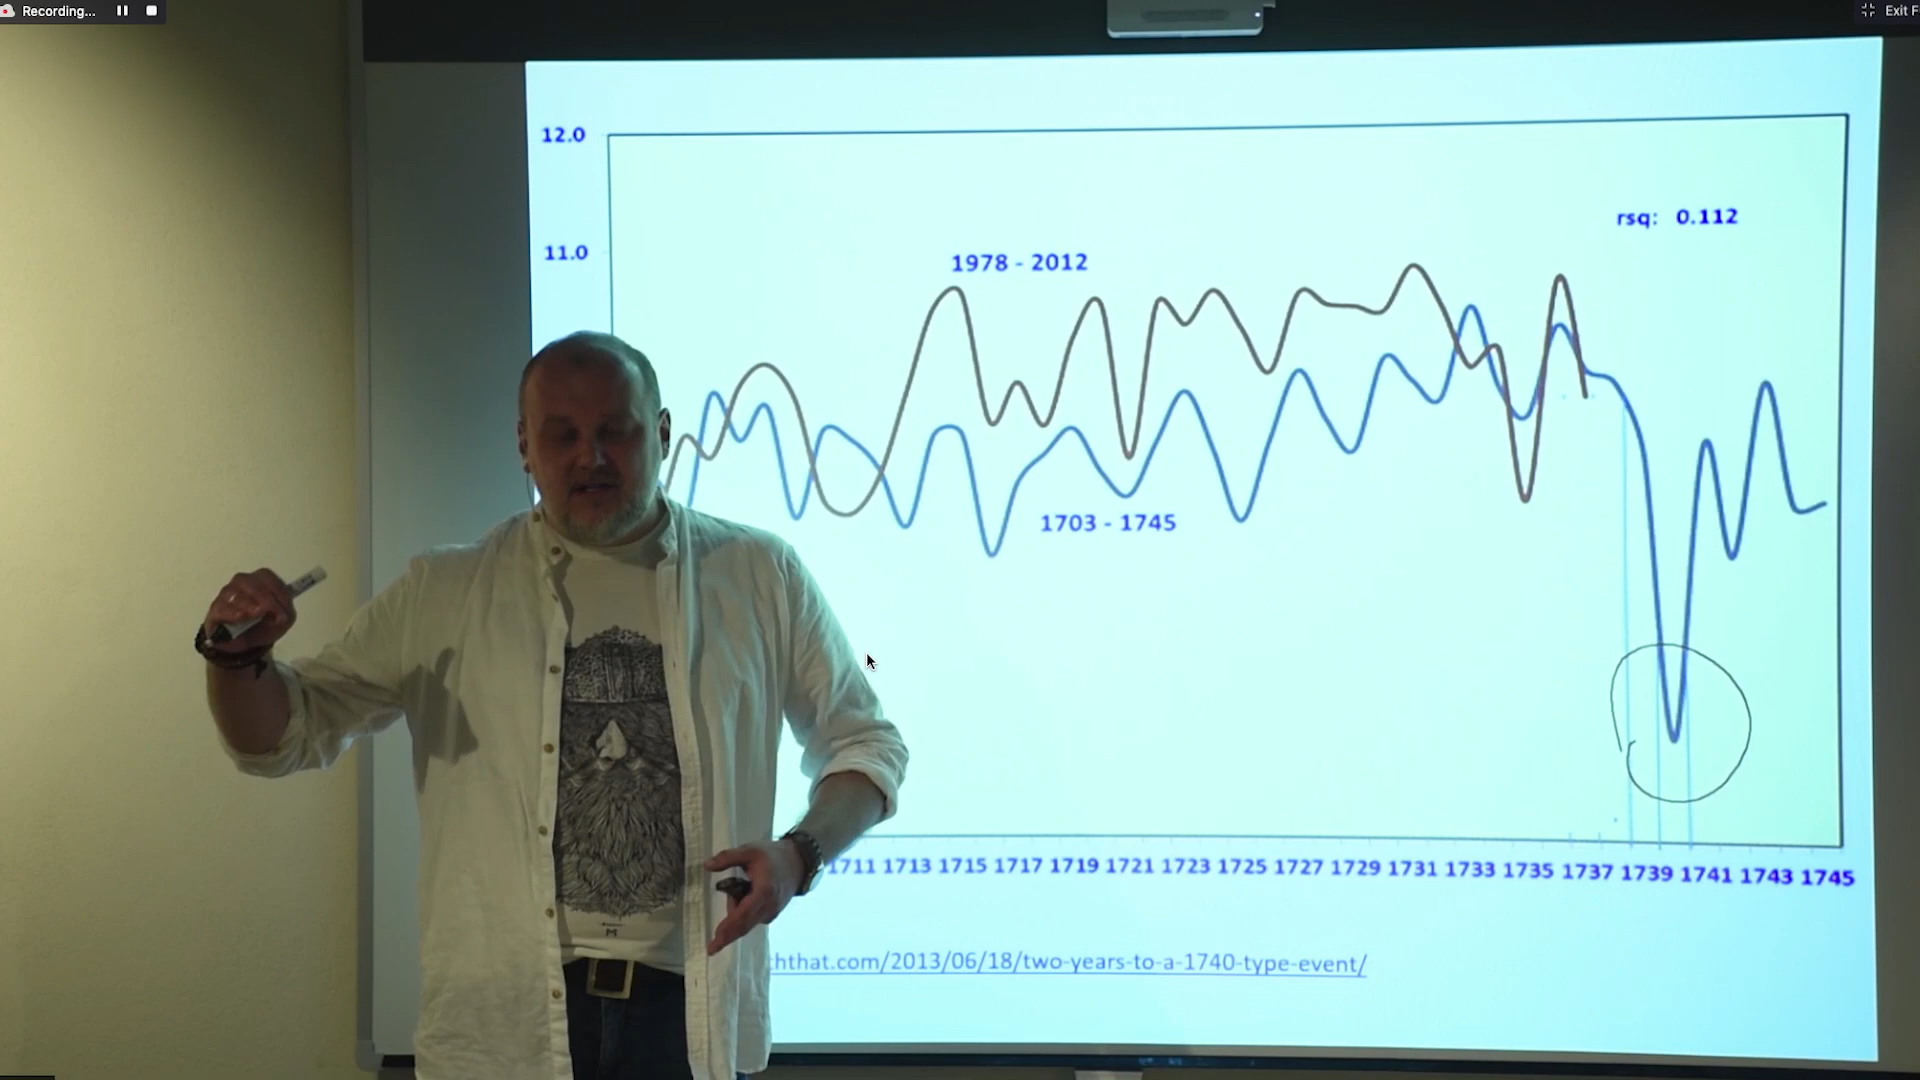 Recording...
Exit F
12.0
rsq: 0.112
11.0
1978 - 2012
1703 - 1745
1711 1713 1715 1717 1719 1721 1723 1725 1727 1729 1731 1733 1735 1737 1739 1741 1743 1745
hthat.com/2013/06/18/two-years-to-a-1740-type-event/
M